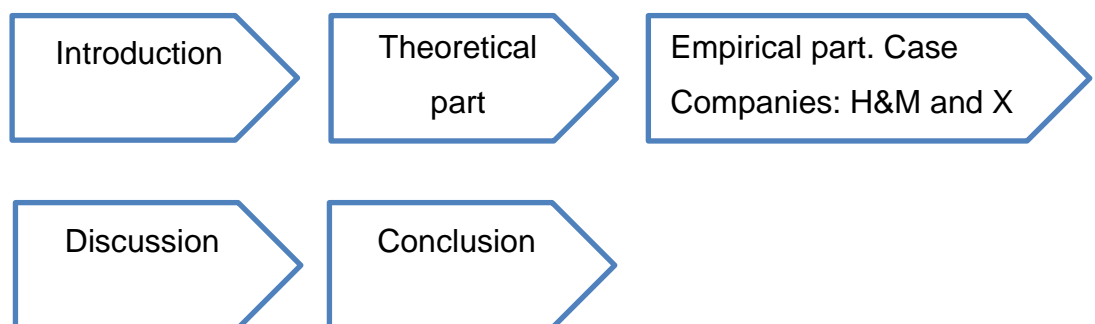 Introduction
Theoretical
part
Empirical part. Case
Companies: H&M and X
Discussion
Conclusion